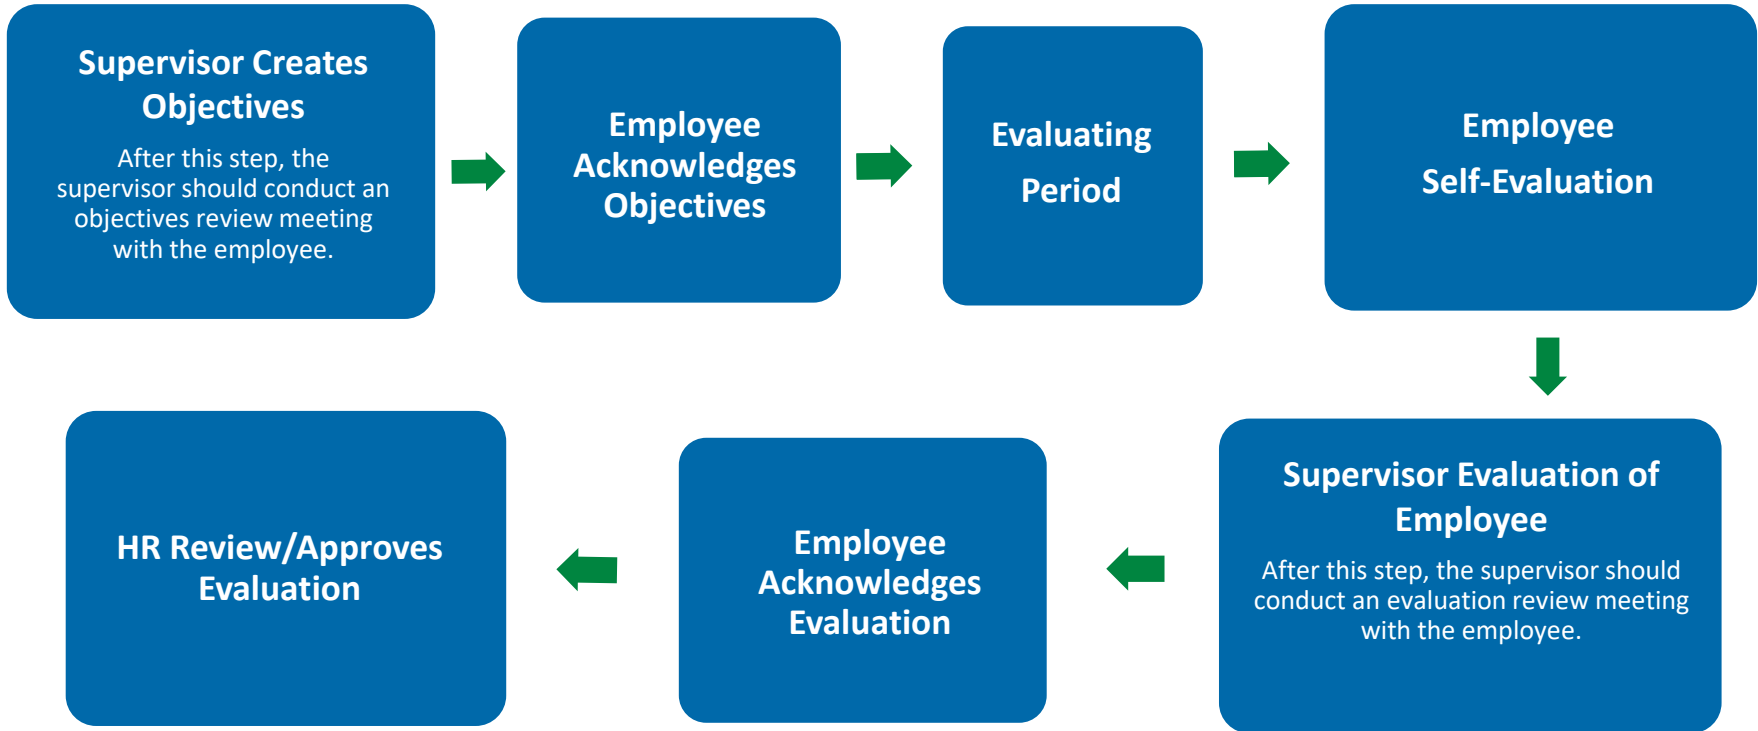 Supervisor Creates
Objectives
After this step, the
supervisor should conduct an
objectives review meeting
with the employee.
Employee
Acknowledges
Objectives
Evaluating
Period
Employee
Self-Evaluation
Supervisor Evaluation of
Employee
After this step, the supervisor should
conduct an evaluation review meeting
with the employee.
Employee
Acknowledges
Evaluation
HR Review/Approves
Evaluation